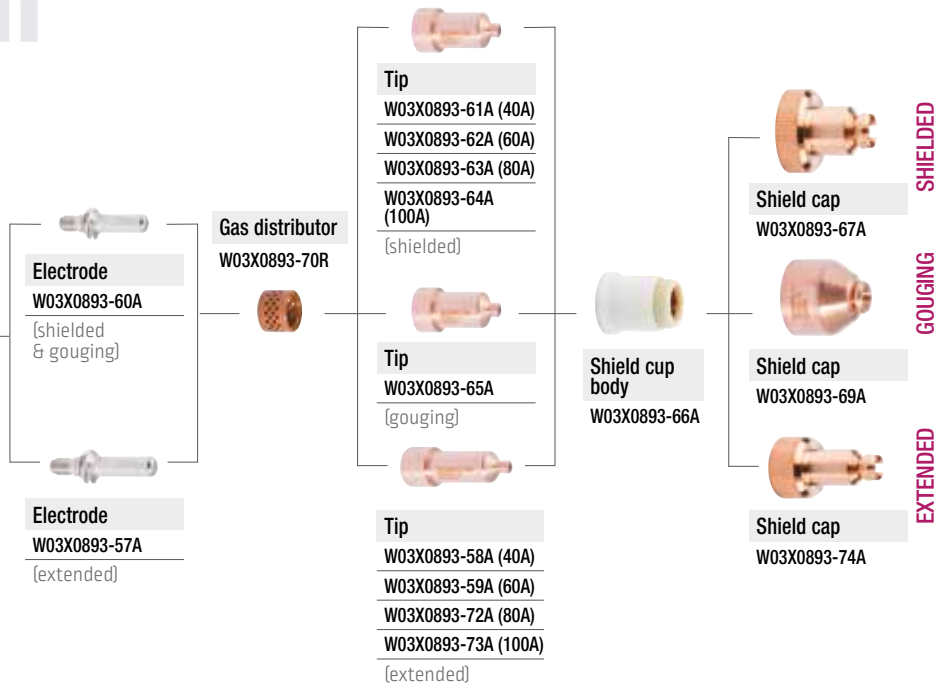 Electrode
W03X0893-60A
(shielded
& gouging)
Electrode
W03X0893-57A
(extended)
Gas distributor
W03X0893-70R
Tip
W03X0893-61A (40A)
W03X0893-62A (60A)
W03X0893-63A (80A)
W03X0893-64A
(100A)
(shielded)
Tip
W03X0893-65A
(gouging)
Tip
W03X0893-58A (40A)
W03X0893-59A (60A)
W03X0893-72A (80A)
W03X0893-73A (100A)
(extended)
Shield cup
body
W03X0893-66A
Shield cap
W03X0893-67A
SHIELDED
Shield cap
W03X0893-69A
GOUGING
Shield cap
W03X0893-74A
EXTENDED